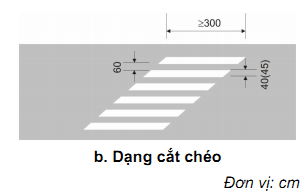 ≥300
60
40(45)
b. Dạng cắt chéo
Đơn vị: cm